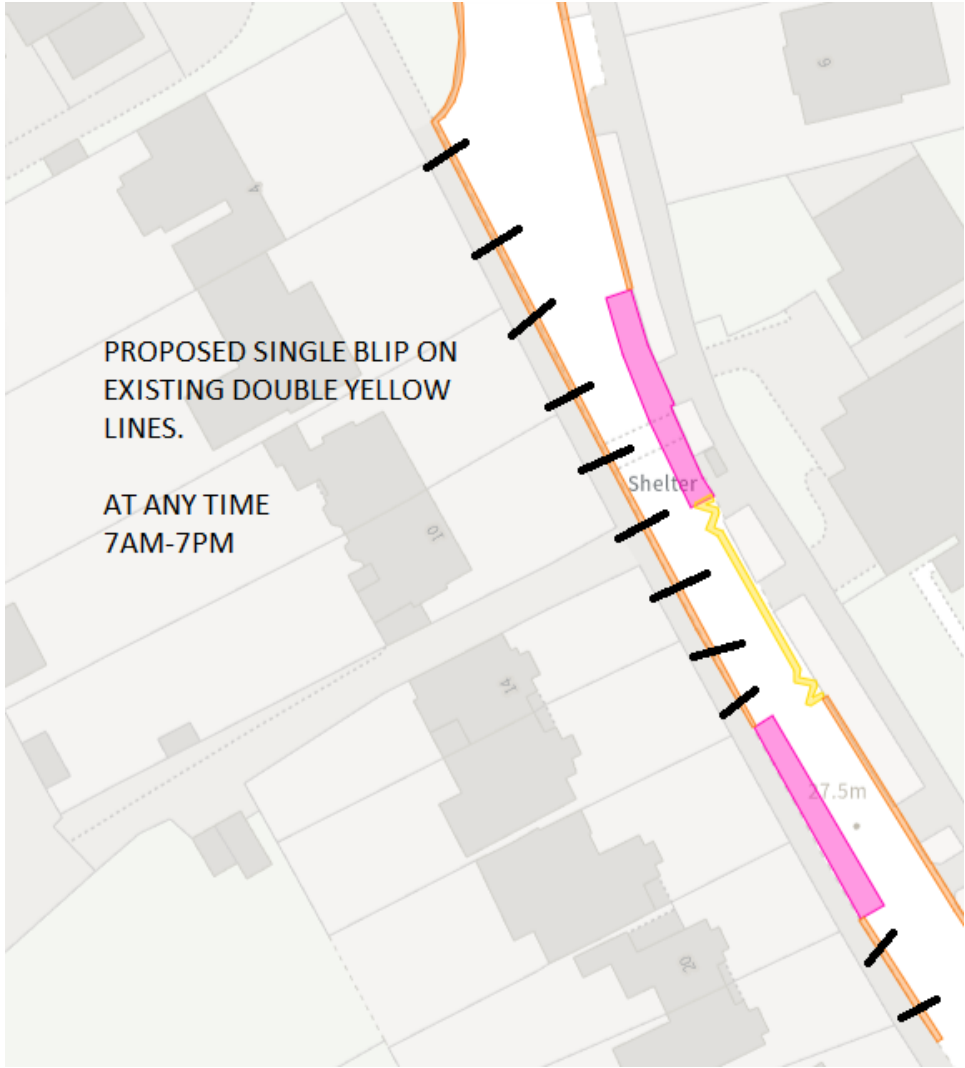 9
4
PROPOSED SINGLE BLIP ON
EXISTING DOUBLE YELLOW
LINES.
AT ANY TIME
7AM-7PM
Shelter
10
14
27.5m
20